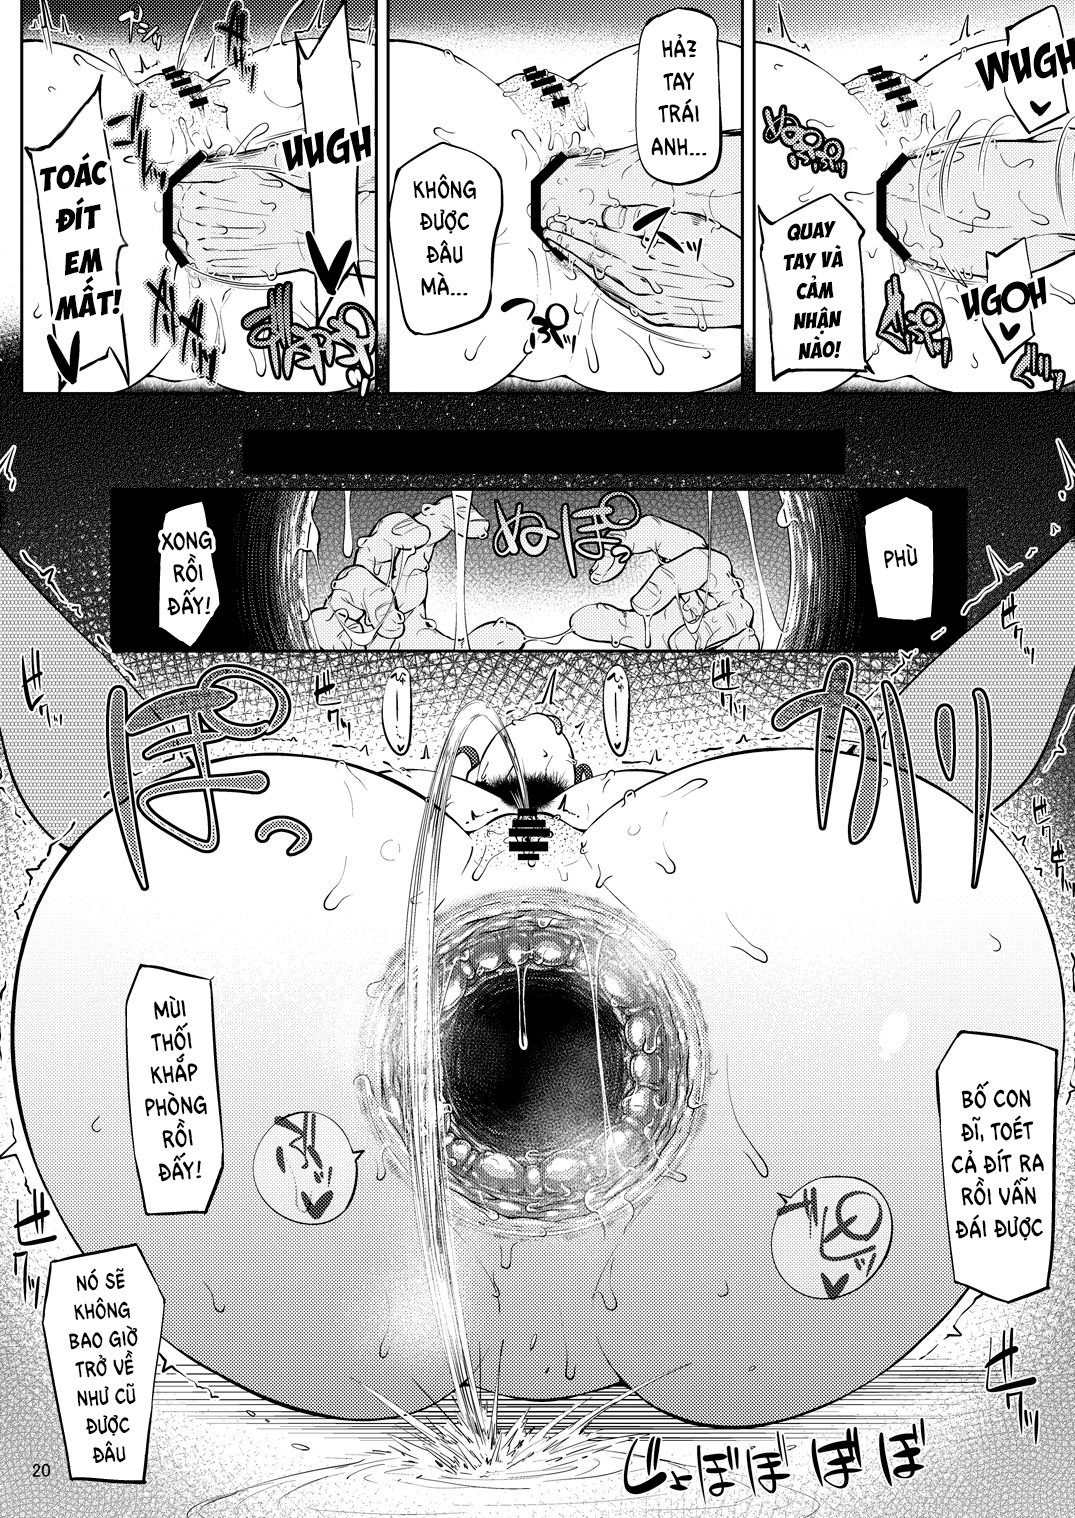 WUGH
QUAY
TAY VÀ
CẢM
NHẬN
NÀO!
UGOH
HẢ?
TAY
TRÁI
ANH...
KHÔNG
ĐƯỢC
ĐÂU
MÀ...
UUGH
TOÁC
ĐÍT
EM
MẤT!
PHÙ
ぬぽっ
XONG
RỒI
ĐẤY!
ぽっかり
BỐ CON
ĐĨ, TOÉT
CẢ ĐÍT RA
RỒI VẪN
ĐÁI ĐƯỢC
MÙI
THỐI
KHẮP
PHÒNG
RỒI
ĐẤY!
NÓ SẼ
KHÔNG
BAO GIỜ
TRỞ VỀ
NHƯ CŨ
ĐƯỢC
ĐÂU
じょぼぼぼぼ
20